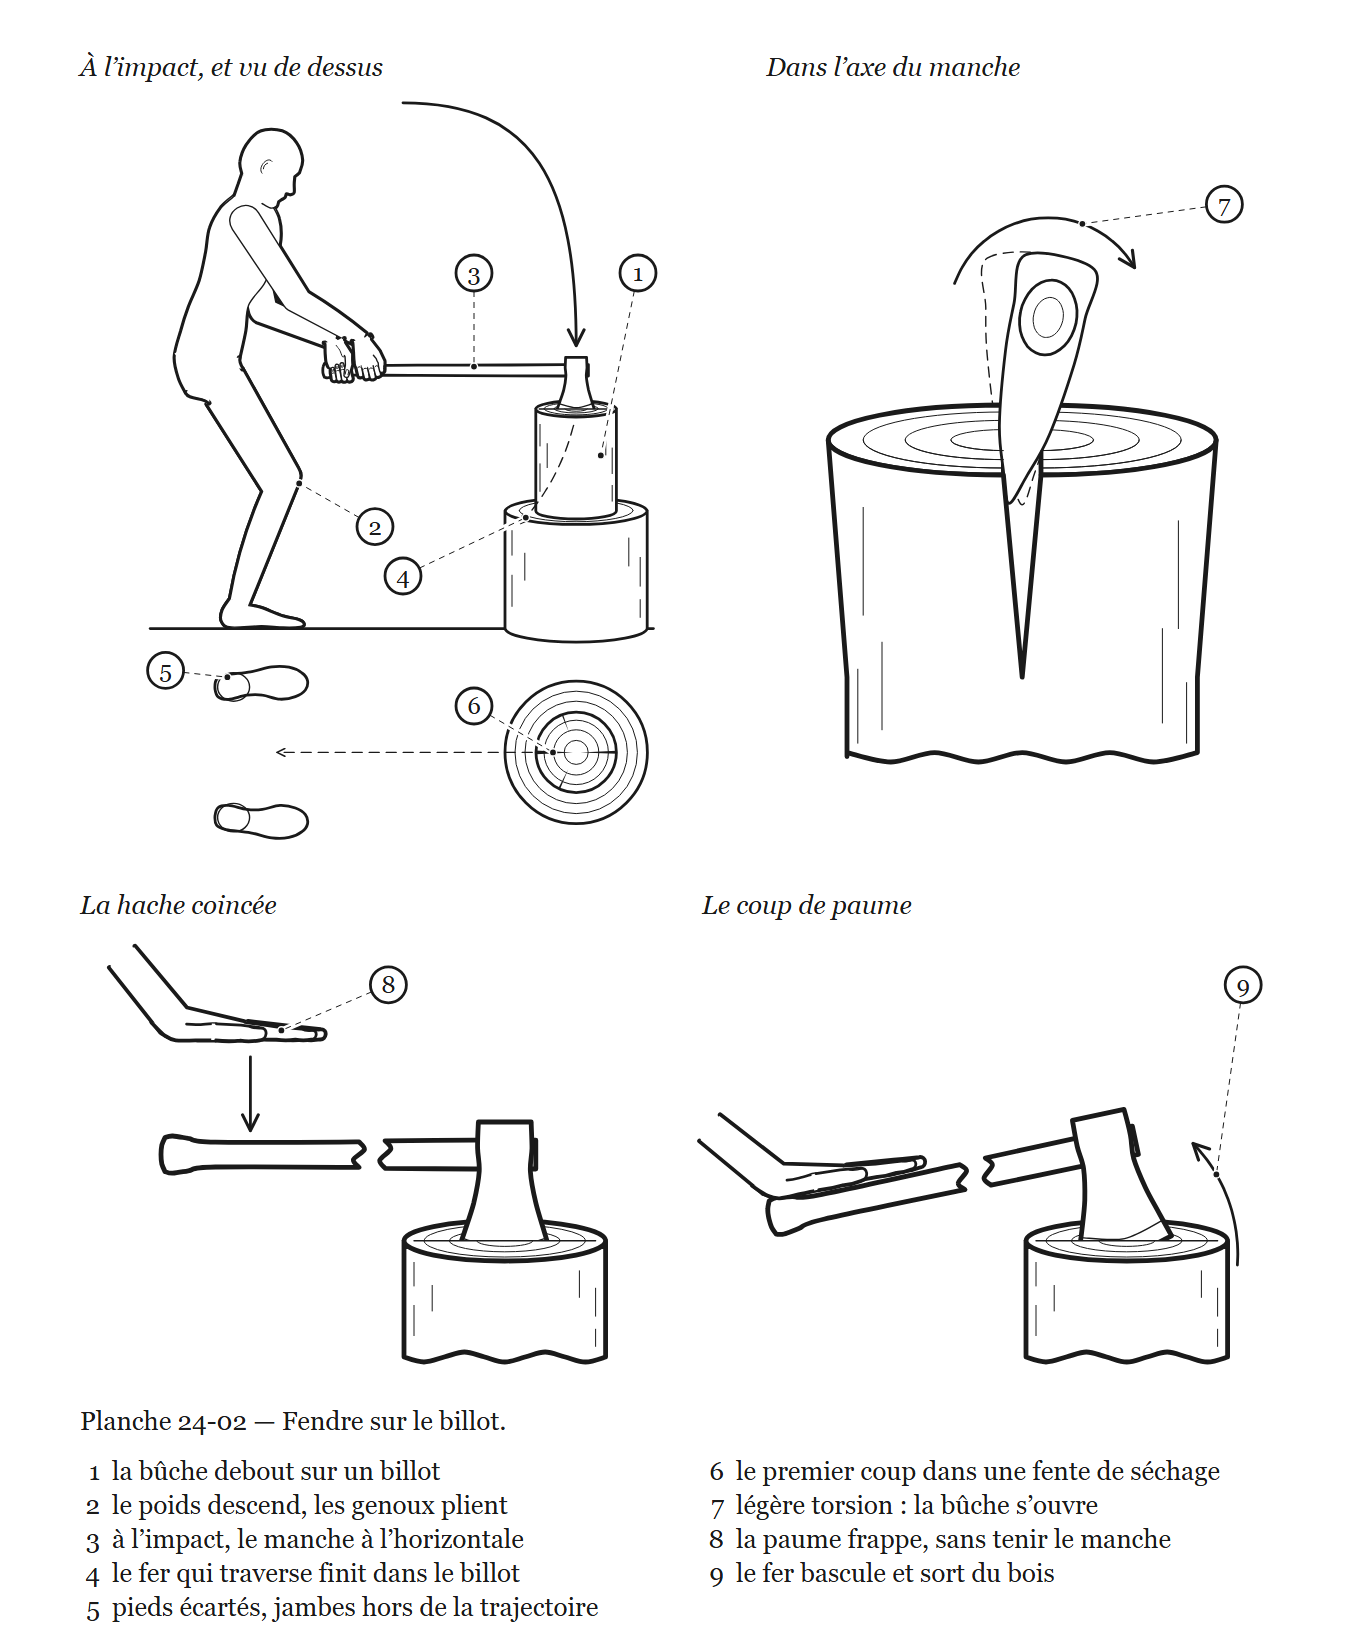 À l’impact, et vu de dessus
Dans l’axe du manche
7
3
1
2
4
5
6
La hache coincée
Le coup de paume
8
9
Planche 24-02 — Fendre sur le billot.
1 la bûche debout sur un billot
2 le poids descend, les genoux plient
3 à l’impact, le manche à l’horizontale
4 le fer qui traverse finit dans le billot
5 pieds écartés, jambes hors de la trajectoire
6 le premier coup dans une fente de séchage
7 légère torsion : la bûche s’ouvre
8 la paume frappe, sans tenir le manche
9 le fer bascule et sort du bois